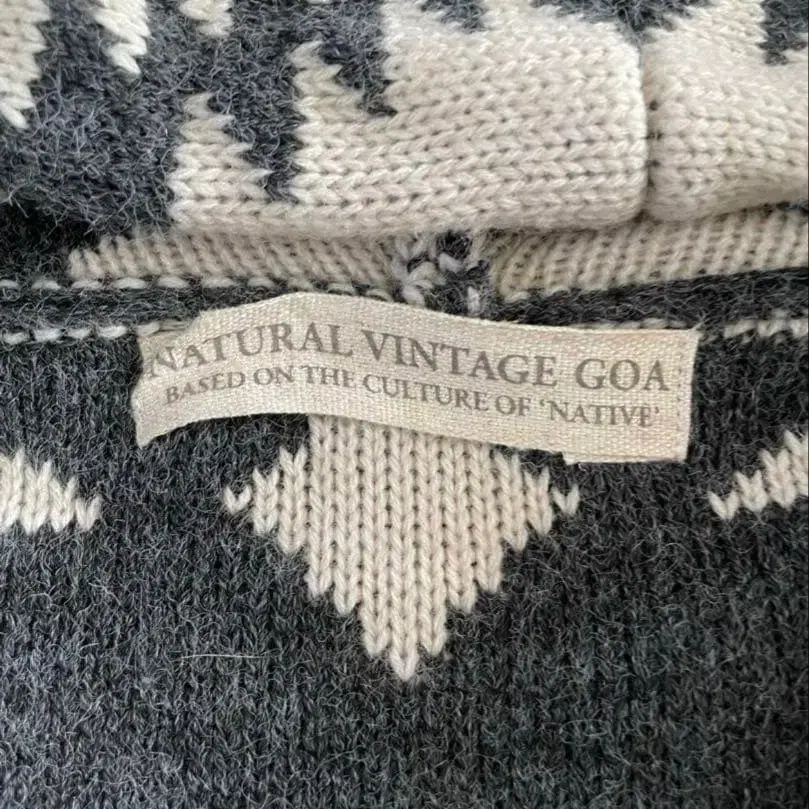 NATURAL VINTAGE GOA
BASED ON THE CULTURE OF ‘NATIVE’